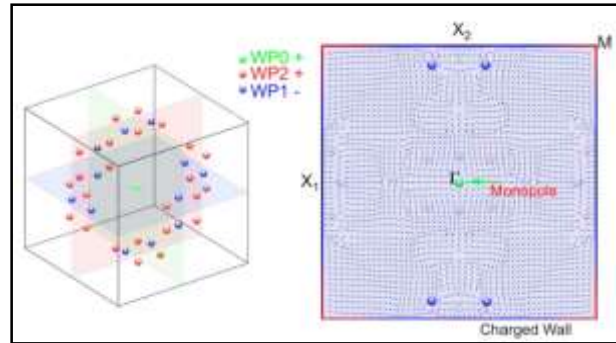 WP0 +
WP2 +
WP1 -
X2
M
X1
Γ
Monopole
Charged Wall